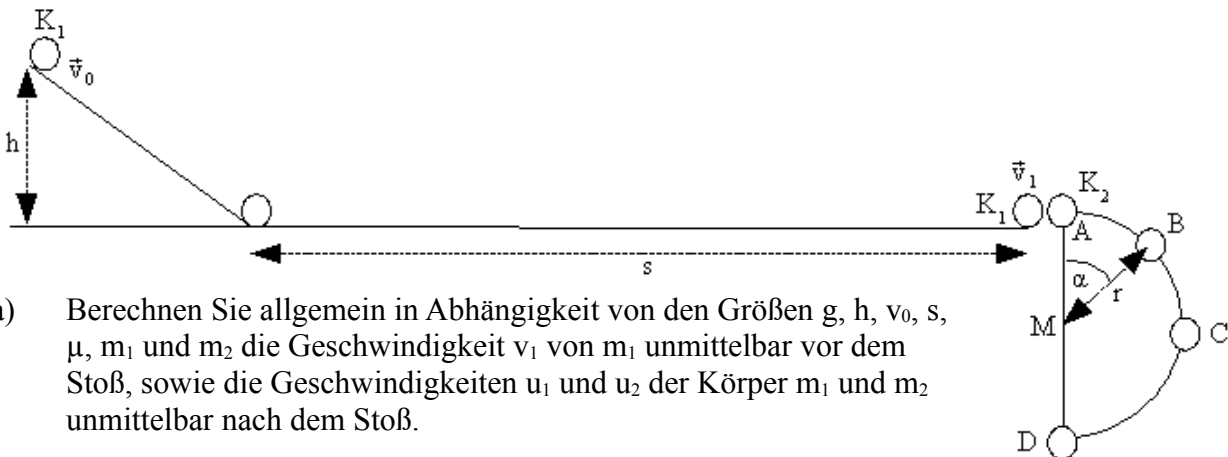 K₁
v⃗₀
h
K₁
v⃗₁
K₂
A
B
s
α
r
M
C
D
a) Berechnen Sie allgemein in Abhängigkeit von den Größen g, h, v₀, s,
µ, m₁ und m₂ die Geschwindigkeit v₁ von m₁ unmittelbar vor dem
Stoß, sowie die Geschwindigkeiten u₁ und u₂ der Körper m₁ und m₂
unmittelbar nach dem Stoß.